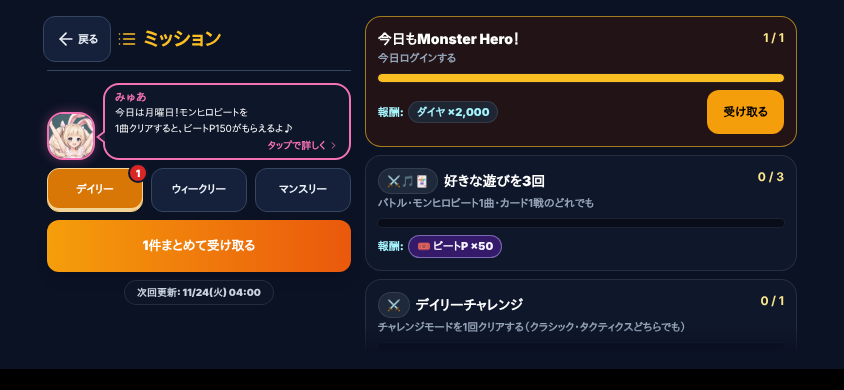 戻る
ミッション
みゅあ
今日は月曜日！モンヒロビートを
1曲クリアすると、ビートP150がもらえるよ♪
タップで詳しく
デイリー
1
ウィークリー
マンスリー
1件まとめて受け取る
次回更新: 11/24(火) 04:00
今日もMonster Hero！
1 / 1
今日ログインする
報酬:
ダイヤ ×2,000
受け取る
好きな遊びを3回
0 / 3
バトル・モンヒロビート1曲・カード1戦のどれでも
報酬:
ビートP ×50
デイリーチャレンジ
0 / 1
チャレンジモードを1回クリアする（クラシック・タクティクスどちらでも）